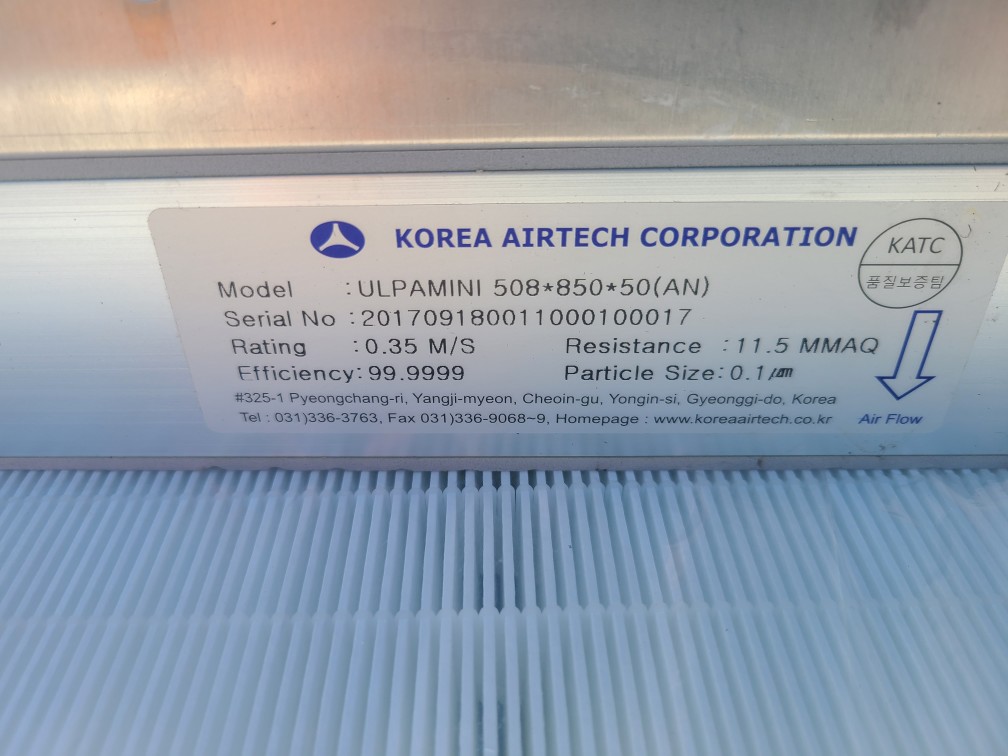 KOREA AIRTECH CORPORATION
KATC
품질보증팀
Model :ULPAMINI 508*850*50(AN)
Serial No :201709180011000100017
Rating :0.35 M/S Resistance :11.5 MMAQ
Efficiency:99.9999 Particle Size:0.1㎛
#325-1 Pyeongchang-ri, Yangji-myeon, Cheoin-gu, Yongin-si, Gyeonggi-do, Korea
Tel : 031)336-3763, Fax 031)336-9068~9, Homepage : www.koreaairtech.co.kr
Air Flow